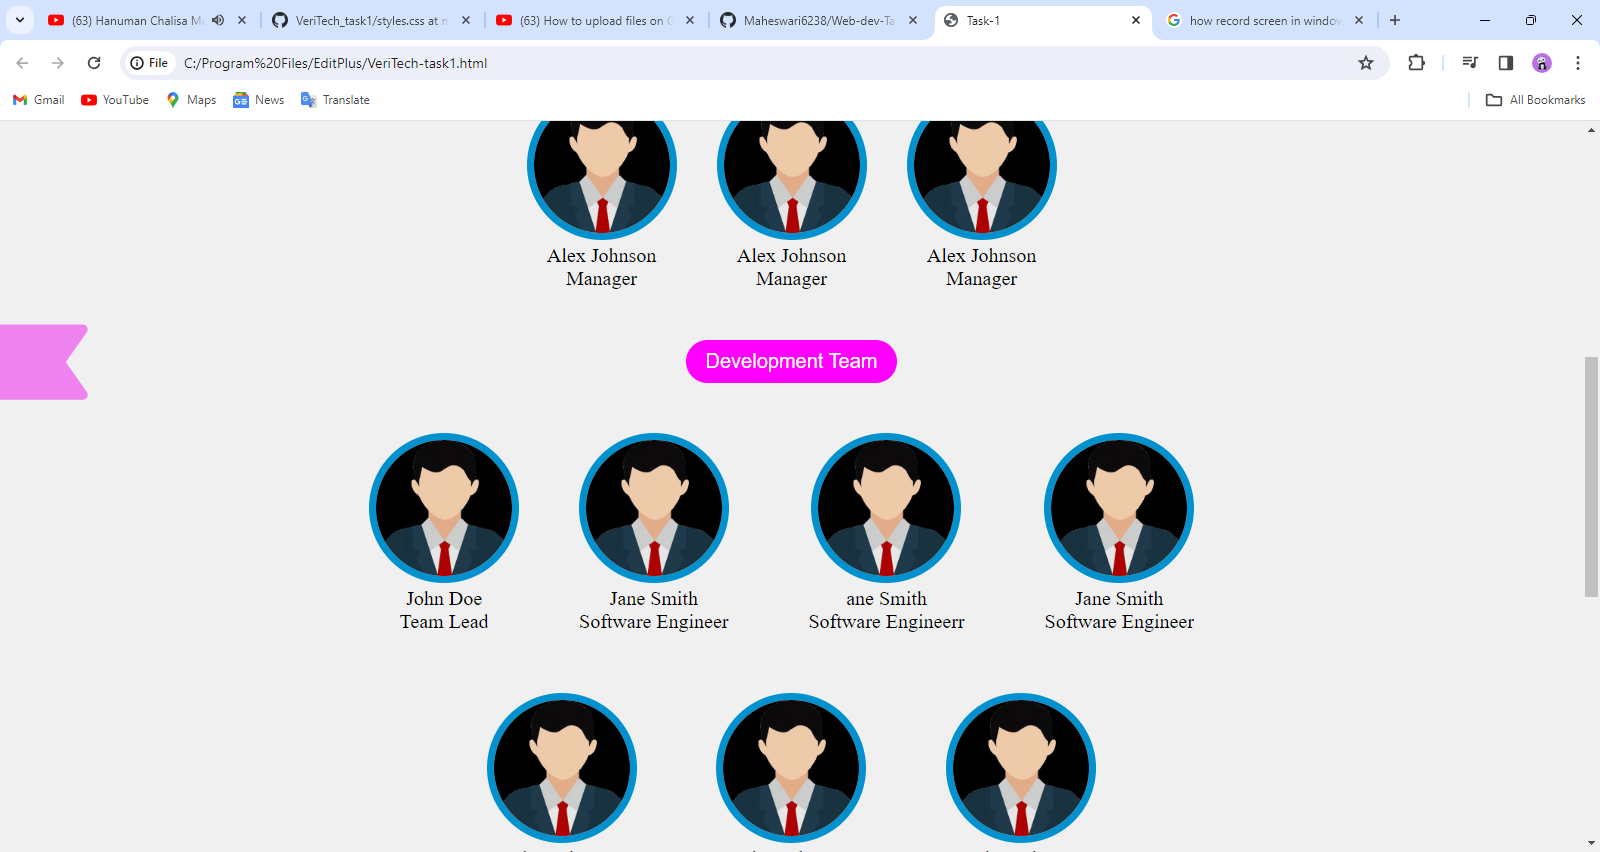 (63) Hanuman Chalisa Mo
VeriTech_task1/styles.css at m
(63) How to upload files on G
Maheswari6238/Web-dev-Ta
Task-1
how record screen in window
File
C:/Program%20Files/EditPlus/VeriTech-task1.html
Gmail
YouTube
Maps
News
Translate
All Bookmarks
Alex Johnson
Manager
Alex Johnson
Manager
Alex Johnson
Manager
Development Team
John Doe
Team Lead
Jane Smith
Software Engineer
ane Smith
Software Engineerr
Jane Smith
Software Engineer